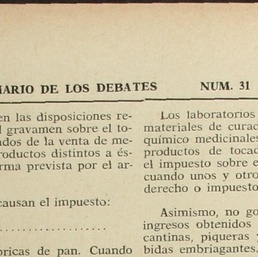 IARIO DE LOS DEBATES NUM. 31
en las disposiciones re-
l gravamen sobre el to-
ados de la venta de me-
roductos distintos a és-
rma prevista por el ar-
causan el impuesto:
. . . . . . . . . . . . . . . . .
bricas de pan. Cuando
Los laboratorios
materiales de curac
químico medicinales
productos de tocad
el impuesto sobre e
cuando unos y otro
derecho o impuesto
Asimismo, no go
ingresos obtenidos
cantinas, piqueras y
bidas embriagantes.